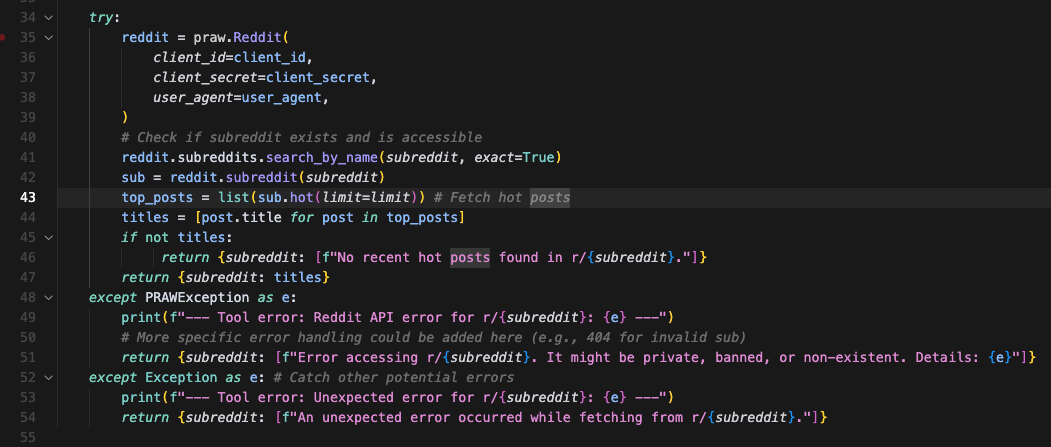 34 try:
35 reddit = praw.Reddit(
36 client_id=client_id,
37 client_secret=client_secret,
38 user_agent=user_agent,
39 )
40 # Check if subreddit exists and is accessible
41 reddit.subreddits.search_by_name(subreddit, exact=True)
42 sub = reddit.subreddit(subreddit)
43 top_posts = list(sub.hot(limit=limit)) # Fetch hot posts
44 titles = [post.title for post in top_posts]
45 if not titles:
46 return {subreddit: [f"No recent hot posts found in r/{subreddit}."]}
47 return {subreddit: titles}
48 except PRAWException as e:
49 print(f"--- Tool error: Reddit API error for r/{subreddit}: {e} ---")
50 # More specific error handling could be added here (e.g., 404 for invalid sub)
51 return {subreddit: [f"Error accessing r/{subreddit}. It might be private, banned, or non-existent. Details: {e}"]}
52 except Exception as e: # Catch other potential errors
53 print(f"--- Tool error: Unexpected error for r/{subreddit}: {e} ---")
54 return {subreddit: [f"An unexpected error occurred while fetching from r/{subreddit}."]}
55